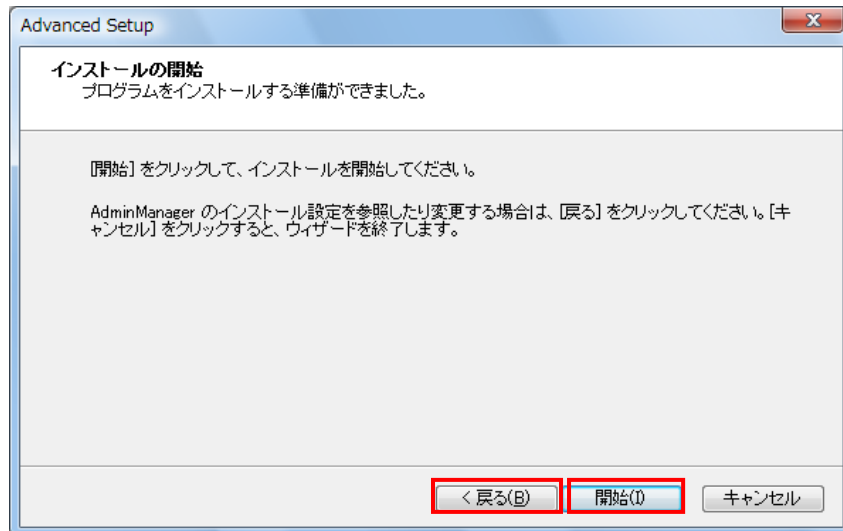 Advanced Setup
インストールの開始
プログラムをインストールする準備ができました。
[開始] をクリックして、インストールを開始してください。
AdminManager のインストール設定を参照したり変更する場合は、[戻る] をクリックしてください。[キ
ャンセル] をクリックすると、ウィザードを終了します。
< 戻る(B) 開始(I) キャンセル